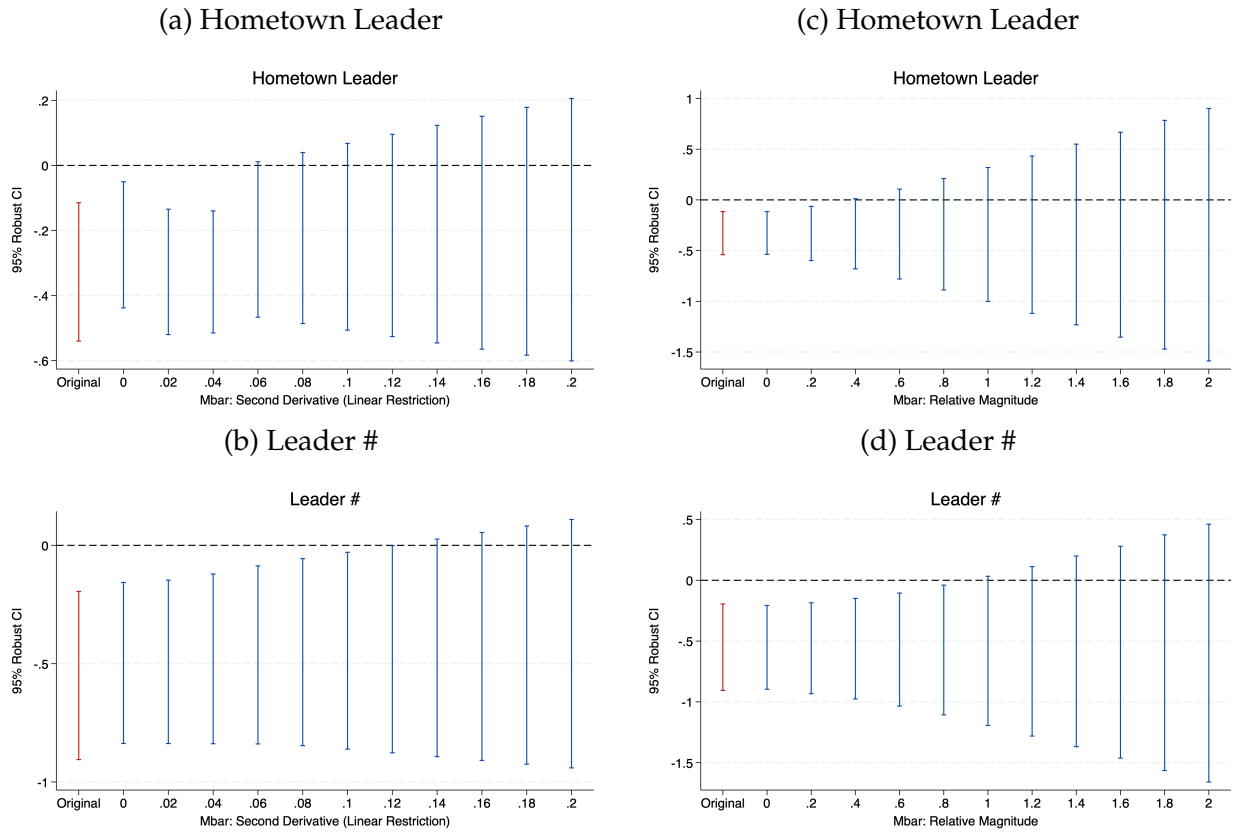 (a) Hometown Leader
Hometown Leader
.2
0
-.2
-.4
-.6
95% Robust CI
Original 0 .02 .04 .06 .08 .1 .12 .14 .16 .18 .2
Mbar: Second Derivative (Linear Restriction)
(c) Hometown Leader
Hometown Leader
1
.5
0
-.5
-1
-1.5
95% Robust CI
Original 0 .2 .4 .6 .8 1 1.2 1.4 1.6 1.8 2
Mbar: Relative Magnitude
(b) Leader #
Leader #
0
-.5
-1
95% Robust CI
Original 0 .02 .04 .06 .08 .1 .12 .14 .16 .18 .2
Mbar: Second Derivative (Linear Restriction)
(d) Leader #
Leader #
.5
0
-.5
-1
-1.5
95% Robust CI
Original 0 .2 .4 .6 .8 1 1.2 1.4 1.6 1.8 2
Mbar: Relative Magnitude